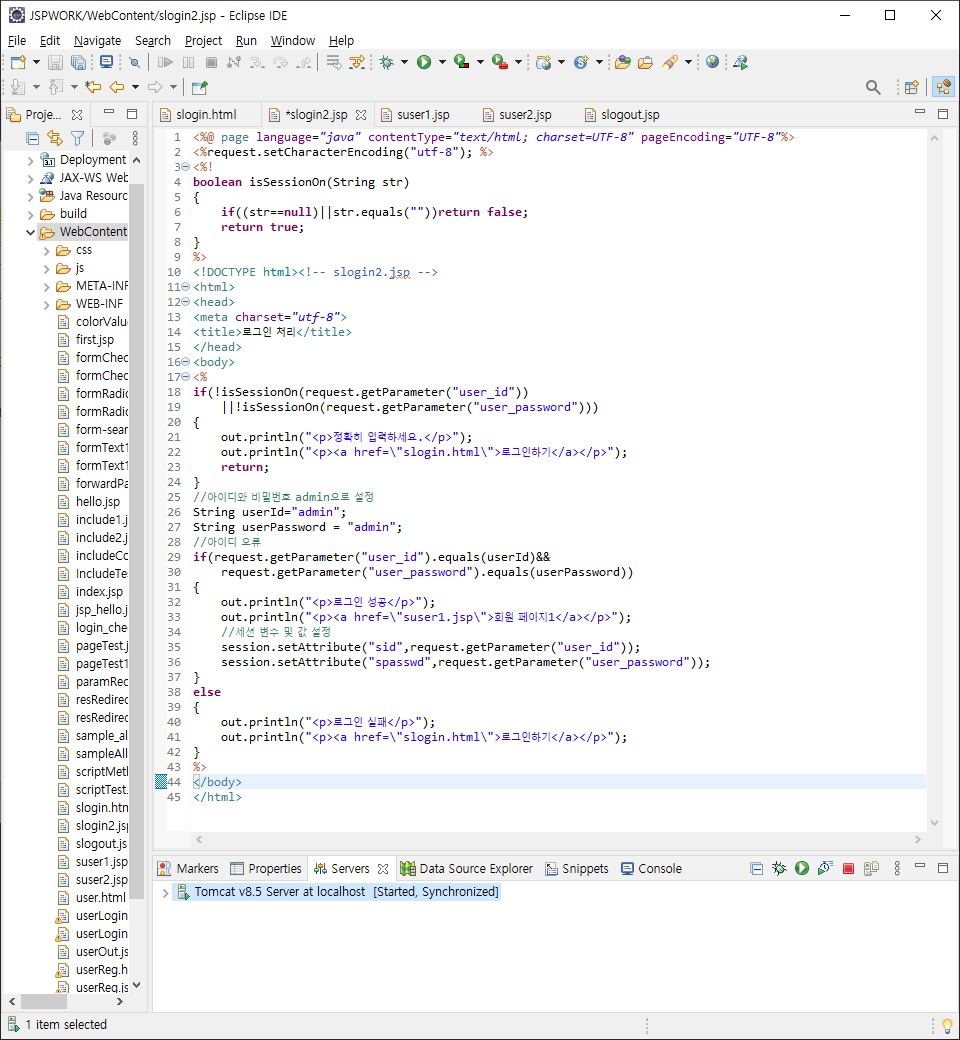 JSPWORK/WebContent/slogin2.jsp - Eclipse IDE
File Edit Navigate Search Project Run Window Help
Proje...
slogin.html *slogin2.jsp suser1.jsp suser2.jsp slogout.jsp
Deployment
JAX-WS Web
Java Resourc
build
WebContent
css
js
META-INF
WEB-INF
colorValu
first.jsp
formChec
formChec
formRadio
formRadio
form-sear
formText1
formText1
forwardPa
hello.jsp
include1.j
include2.j
includeCo
IncludeTe
index.jsp
jsp_hello.j
login_che
pageTest.j
pageTest1
paramRec
resRedirec
resRedirec
sample_al
sampleAll
scriptMetl
scriptTest.
slogin.htn
slogin2.jsp
slogout.js
suser1.jsp
suser2.jsp
user.html
userLogin
userLogin
userOut.js
userReg.h
userReg.js
1 <%@ page language="java" contentType="text/html; charset=UTF-8" pageEncoding="UTF-8"%>
2 <%request.setCharacterEncoding("utf-8"); %>
3 <%!
4 boolean isSessionOn(String str)
5 {
6 if((str==null)||str.equals(""))return false;
7 return true;
8 }
9 %>
10 <!DOCTYPE html><!-- slogin2.jsp -->
11 <html>
12 <head>
13 <meta charset="utf-8">
14 <title>로그인 처리</title>
15 </head>
16 <body>
17 <%
18 if(!isSessionOn(request.getParameter("user_id"))
19 ||!isSessionOn(request.getParameter("user_password")))
20 {
21 out.println("<p>정확히 입력하세요.</p>");
22 out.println("<p><a href=\"slogin.html\">로그인하기</a></p>");
23 return;
24 }
25 //아이디와 비밀번호 admin으로 설정
26 String userId="admin";
27 String userPassword = "admin";
28 //아이디 오류
29 if(request.getParameter("user_id").equals(userId)&&
30 request.getParameter("user_password").equals(userPassword))
31 {
32 out.println("<p>로그인 성공</p>");
33 out.println("<p><a href=\"suser1.jsp\">회원 페이지1</a></p>");
34 //세션 변수 및 값 설정
35 session.setAttribute("sid",request.getParameter("user_id"));
36 session.setAttribute("spasswd",request.getParameter("user_password"));
37 }
38 else
39 {
40 out.println("<p>로그인 실패</p>");
41 out.println("<p><a href=\"slogin.html\">로그인하기</a></p>");
42 }
43 %>
44 </body>
45 </html>
Markers Properties Servers Data Source Explorer Snippets Console
Tomcat v8.5 Server at localhost [Started, Synchronized]
1 item selected